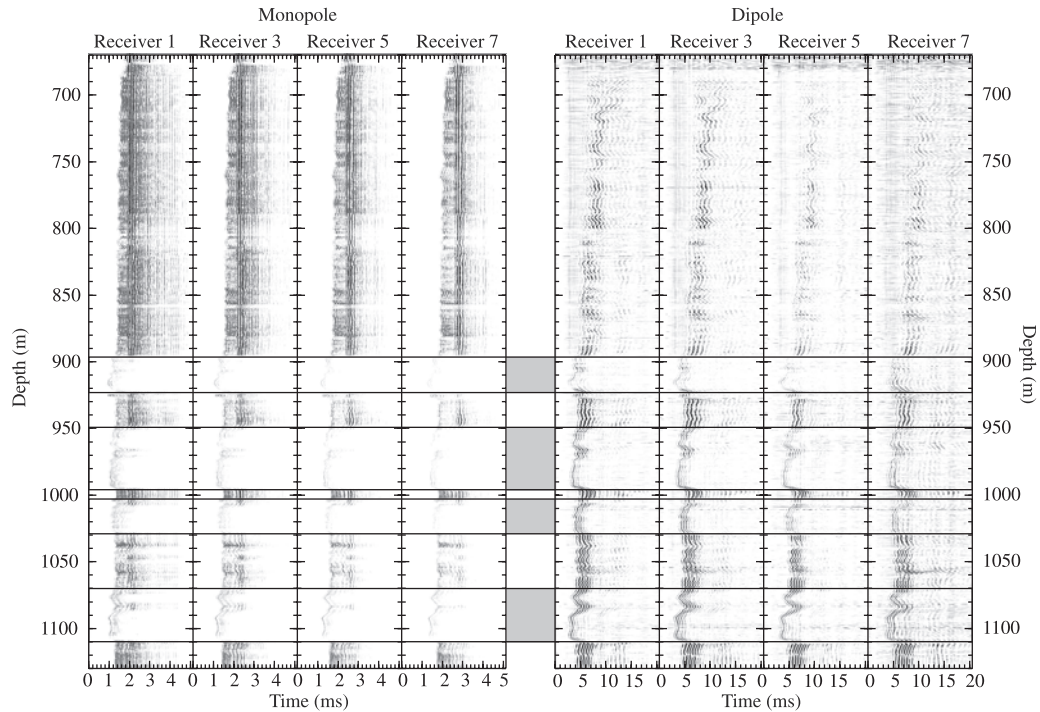 Monopole
Dipole
Receiver 1 Receiver 3 Receiver 5 Receiver 7
Receiver 1 Receiver 3 Receiver 5 Receiver 7
700
750
800
850
900
950
1000
1050
1100
Depth (m)
700
750
800
850
900
950
1000
1050
1100
Depth (m)
0 1 2 3 4 0 1 2 3 4 0 1 2 3 4 0 1 2 3 4 5
0 5 10 15 0 5 10 15 0 5 10 15 0 5 10 15 20
Time (ms)
Time (ms)